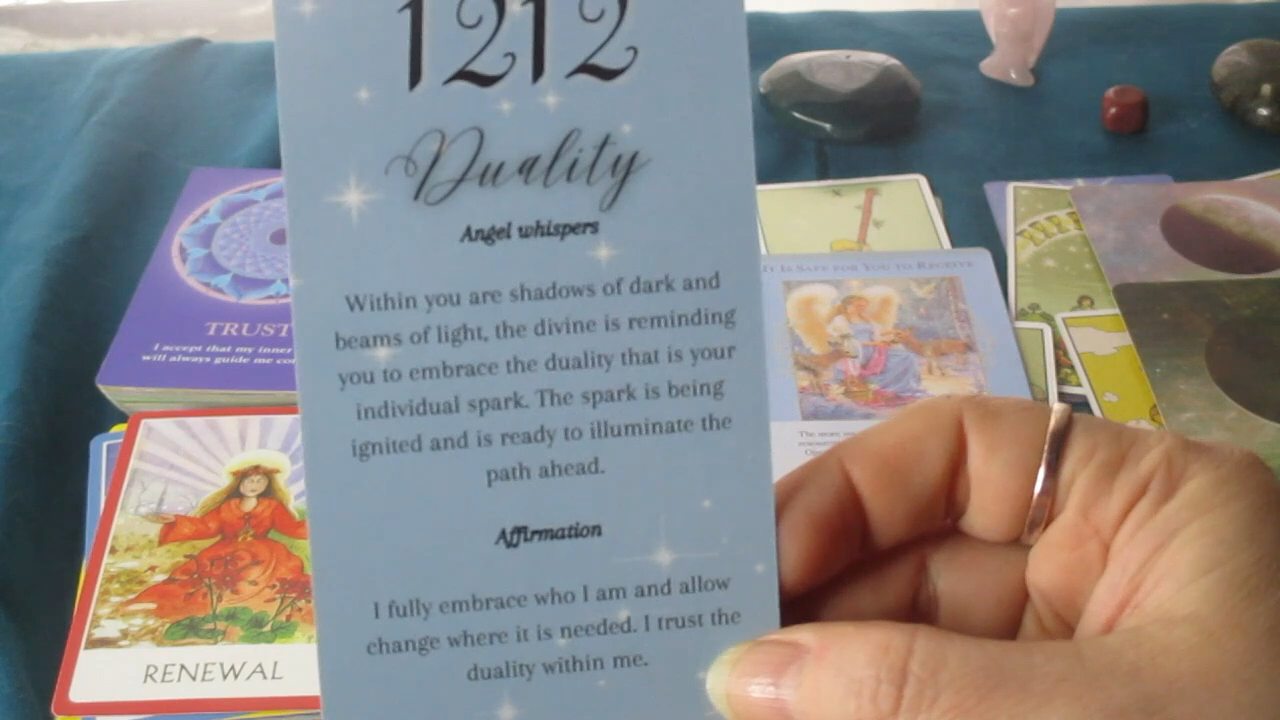 1212
Duality
Angel whispers
Within you are shadows of dark and
beams of light, the divine is reminding
you to embrace the duality that is your
individual spark. The spark is being
ignited and is ready to illuminate the
path ahead.
Affirmation
I fully embrace who I am and allow
change where it is needed. I trust the
duality within me.
TRUST
I accept that my inner
will always guide me
RENEWAL
IT IS SAFE FOR YOU TO RECEIVE
The more